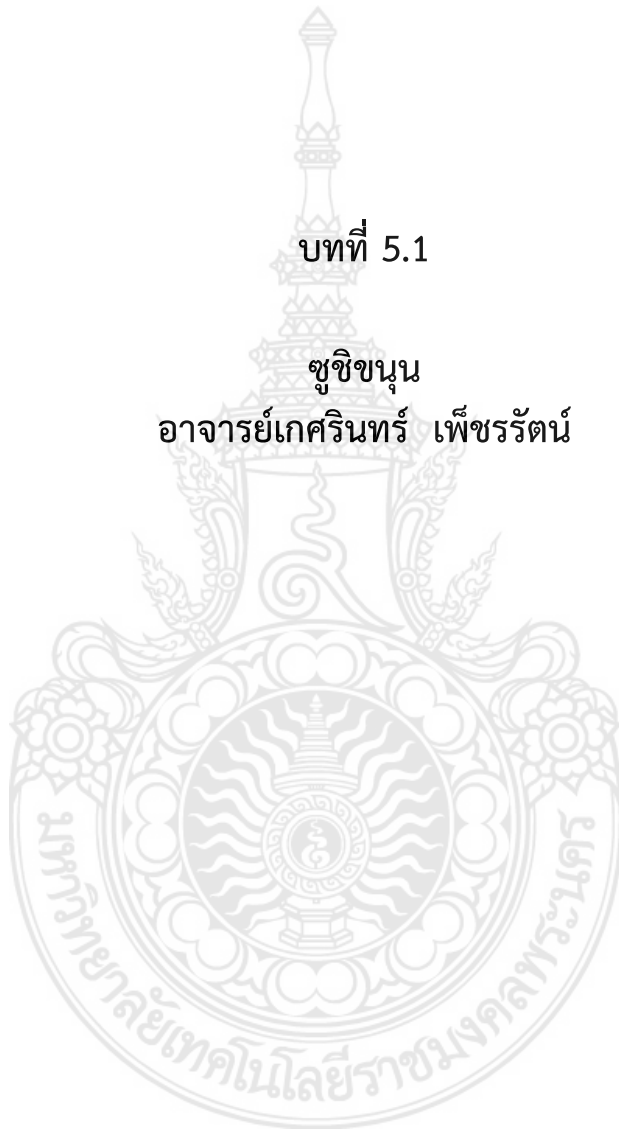 บทที่ 5.1
ซูชิขนุน
อาจารย์เกศรินทร์ เพ็ชรรัตน์
มหาวิทยาลัยเทคโนโลยีราชมงคลพระนคร